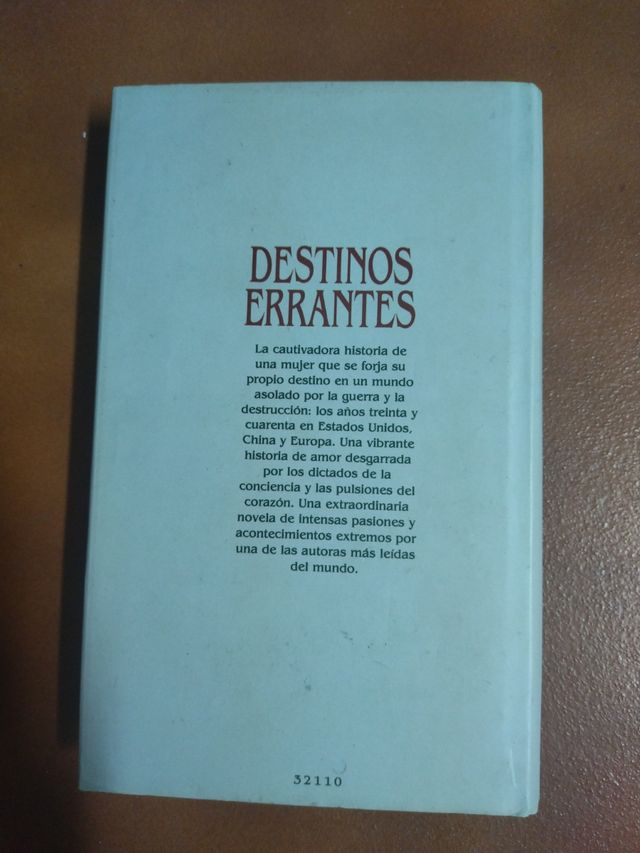 DESTINOS
ERRANTES
La cautivadora historia de
una mujer que se forja su
propio destino en un mundo
asolado por la guerra y la
destrucción: los años treinta y
cuarenta en Estados Unidos,
China y Europa. Una vibrante
historia de amor desgarrada
por los dictados de la
conciencia y las pulsiones del
corazón. Una extraordinaria
novela de intensas pasiones y
acontecimientos extremos por
una de las autoras más leídas
del mundo.
32110